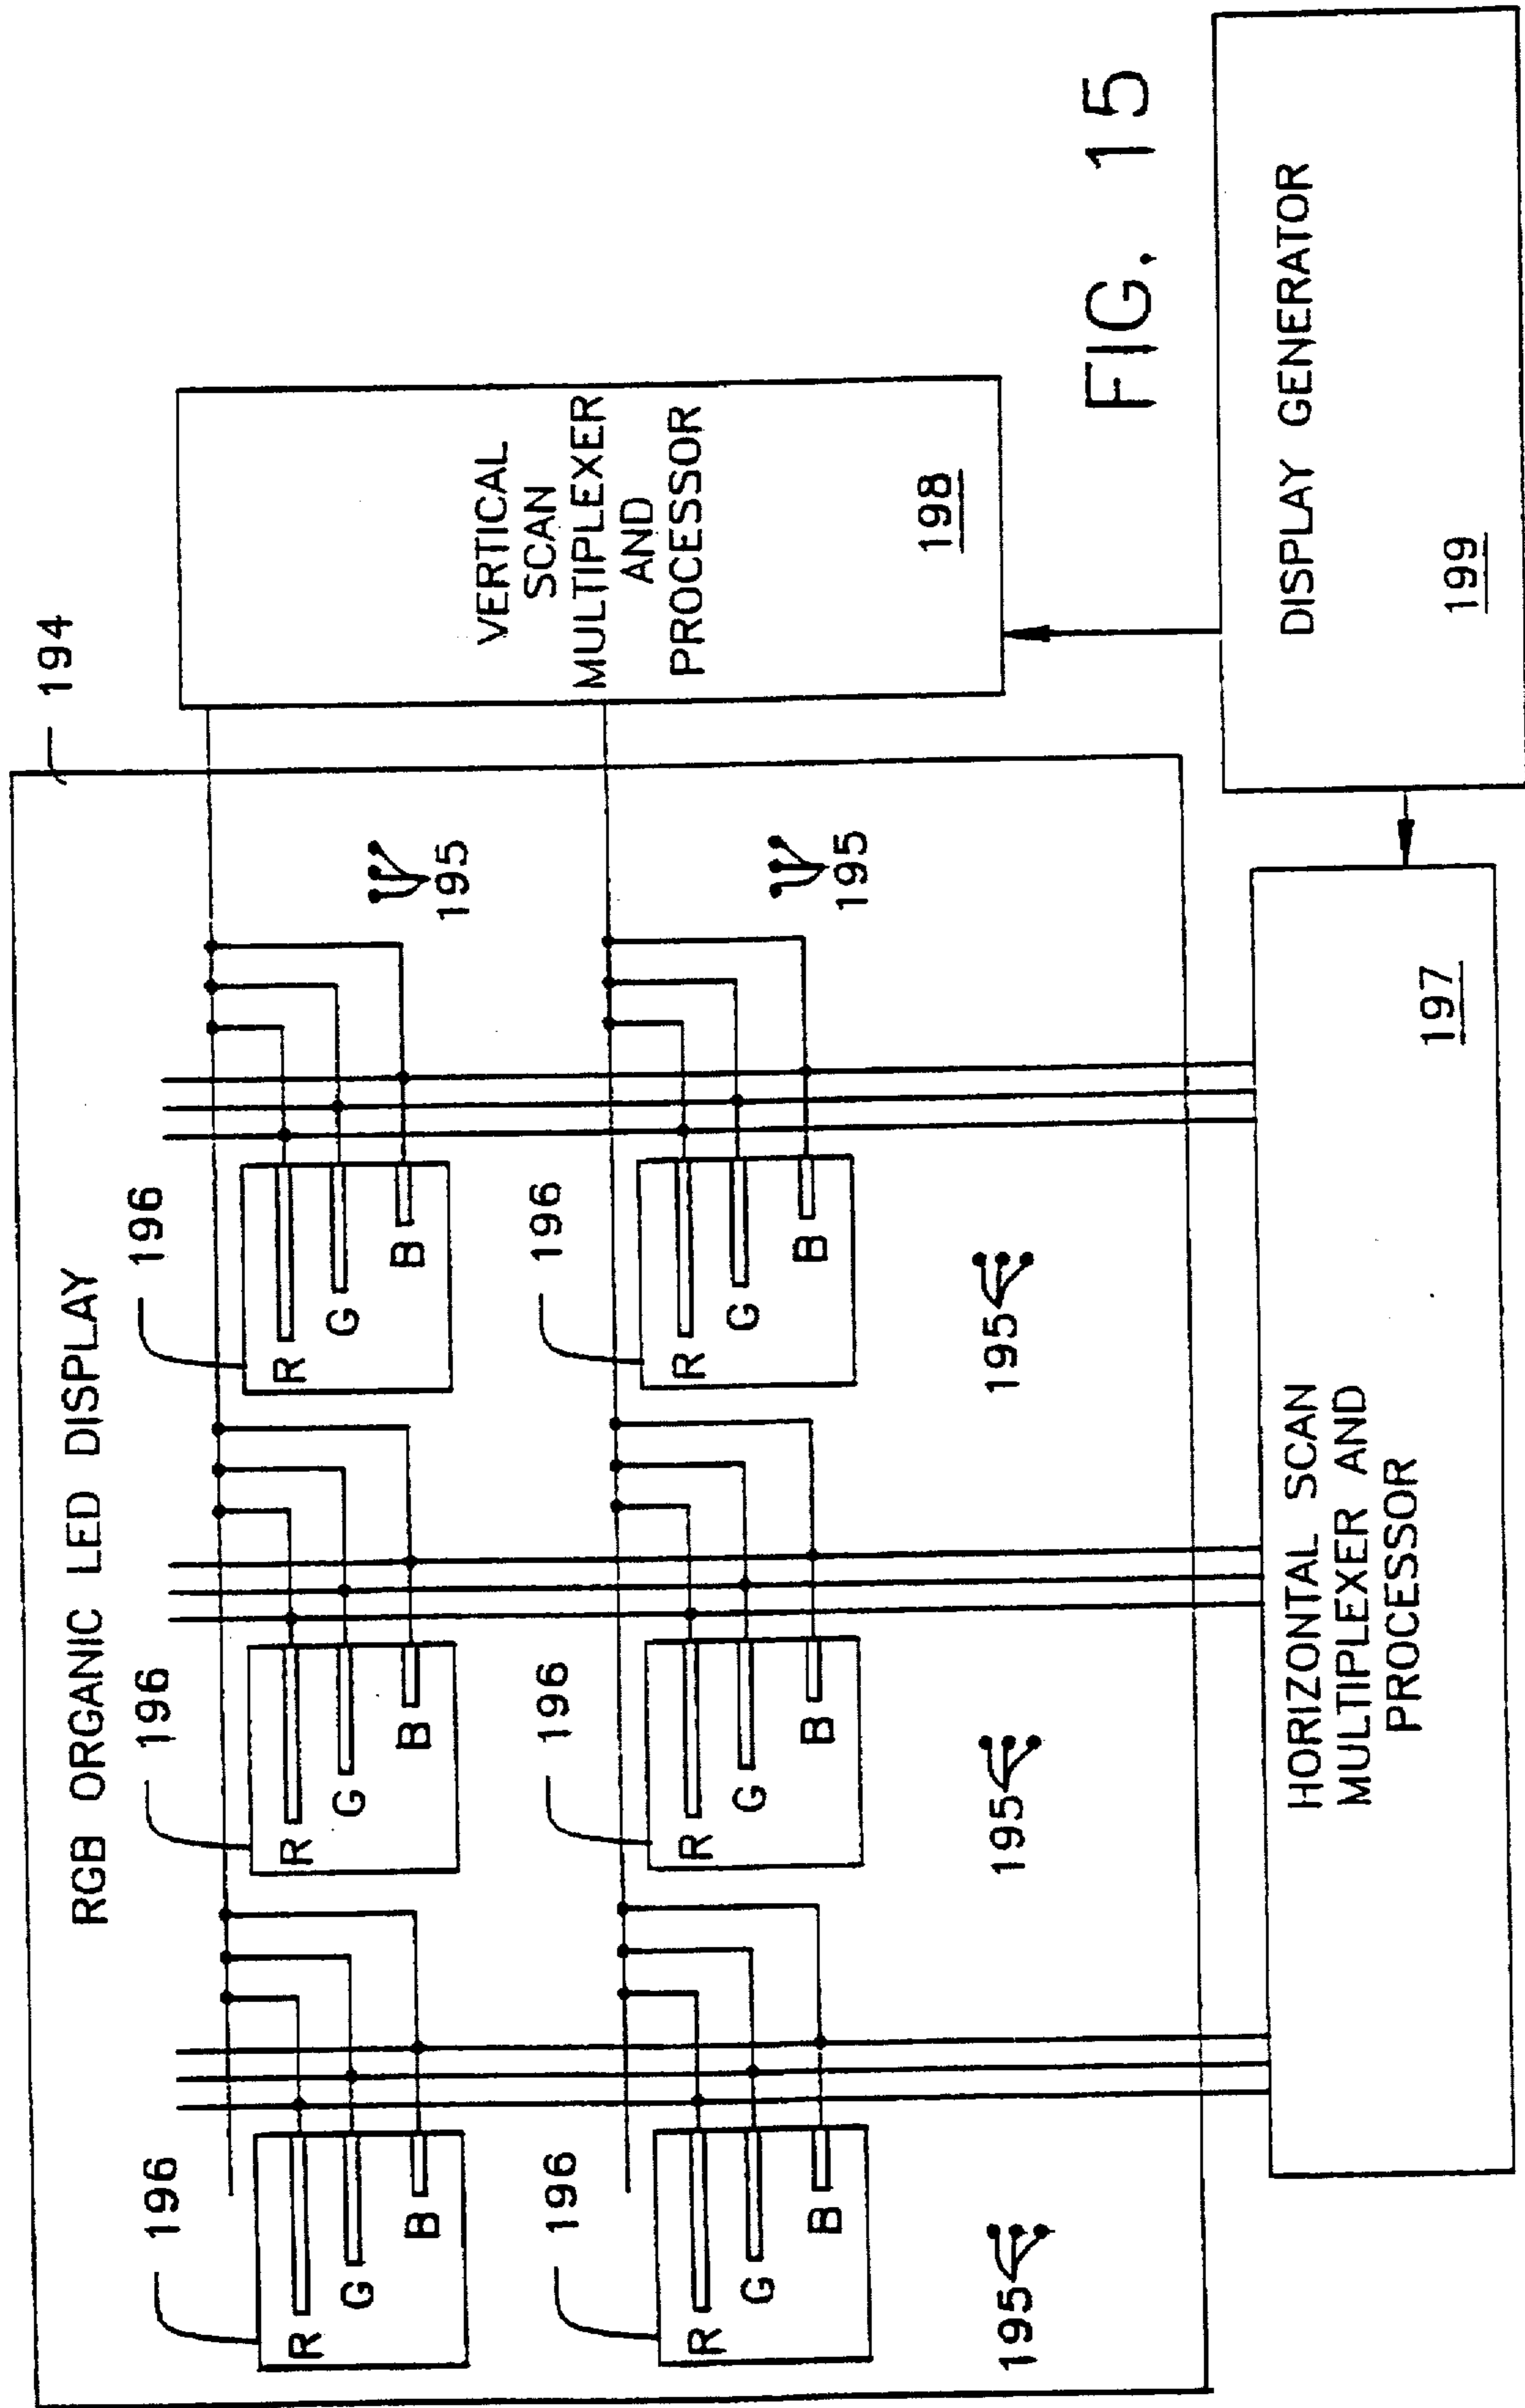 194
RGB ORGANIC LED DISPLAY
196
196
196
R
G
B
R
G
B
R
G
B
195
VERTICAL
SCAN
MULTIPLEXER
AND
PROCESSOR
198
196
196
196
R
G
B
R
G
B
R
G
B
195
195
195
195
FIG. 15
HORIZONTAL SCAN
MULTIPLEXER AND
PROCESSOR
197
DISPLAY GENERATOR
199